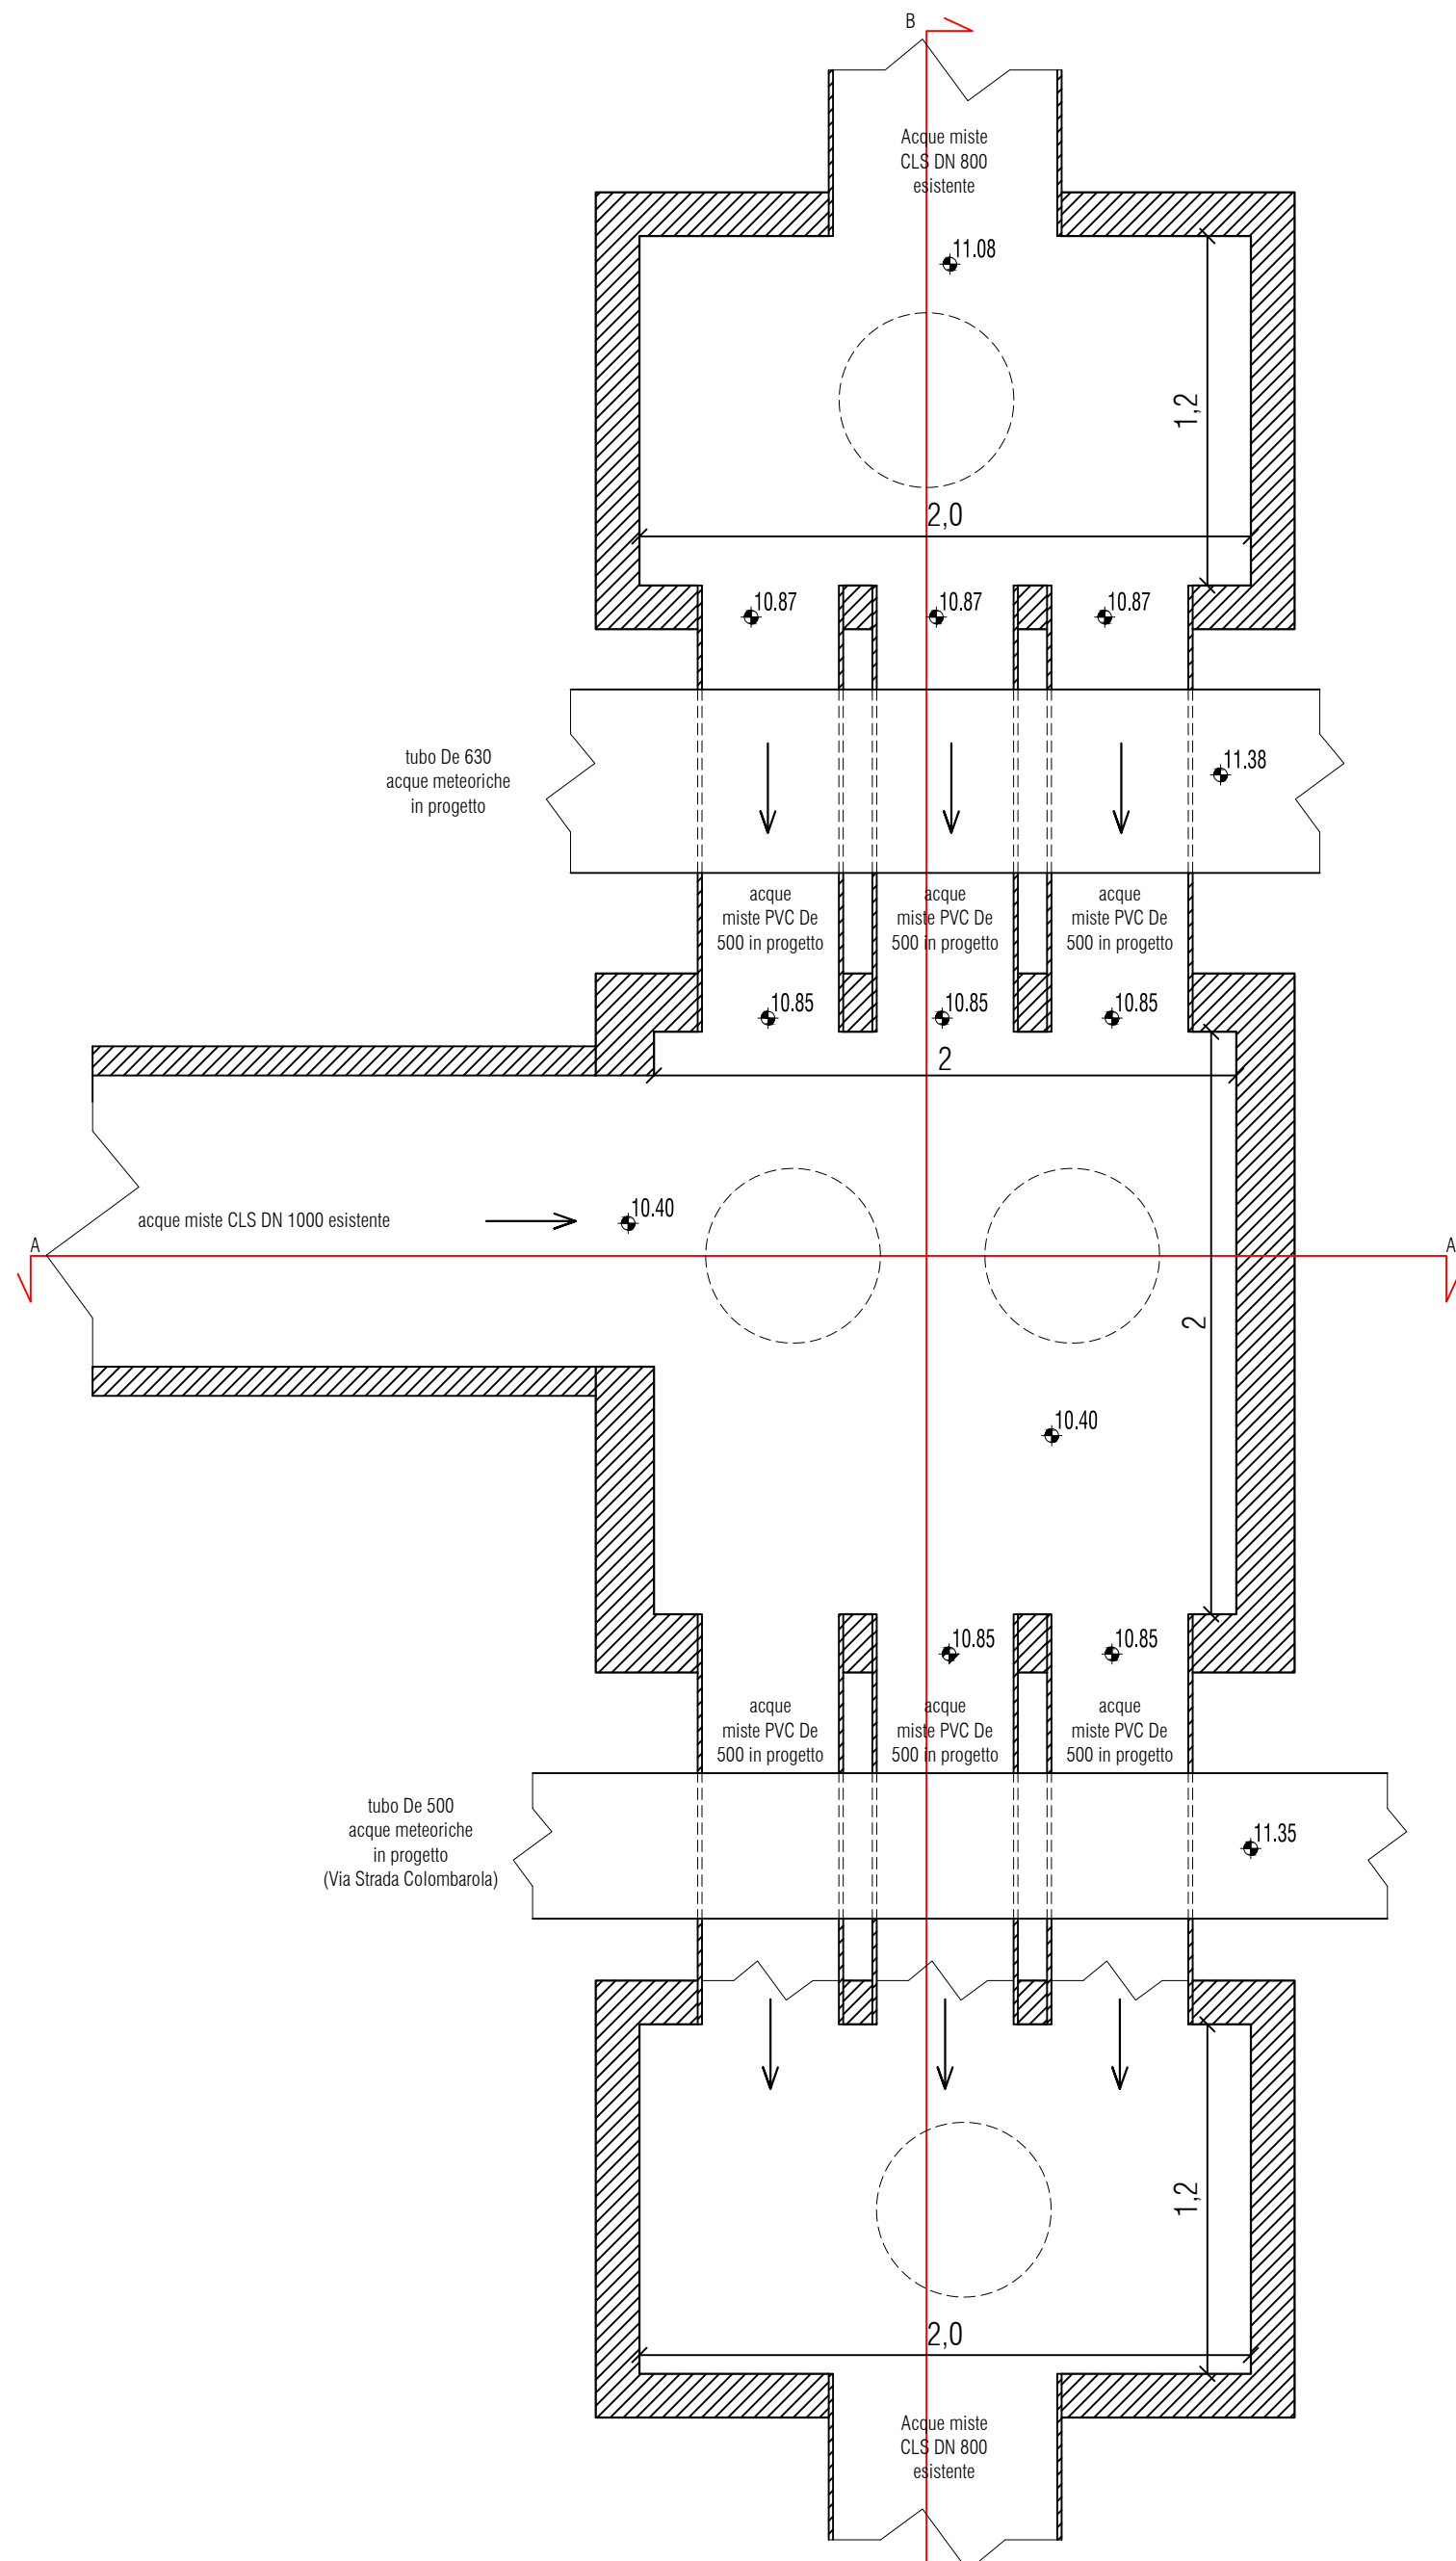 B
Acque miste
CLS DN 800
esistente
11.08
1,2
2,0
10.87
10.87
10.87
tubo De 630
acque meteoriche
in progetto
11.38
acque
miste PVC De
500 in progetto
acque
miste PVC De
500 in progetto
acque
miste PVC De
500 in progetto
10.85
10.85
10.85
2
acque miste CLS DN 1000 esistente
10.40
A
A
2
10.40
10.85
10.85
acque
miste PVC De
500 in progetto
acque
miste PVC De
500 in progetto
acque
miste PVC De
500 in progetto
tubo De 500
acque meteoriche
in progetto
(Via Strada Colombarola)
11.35
1,2
2,0
Acque miste
CLS DN 800
esistente